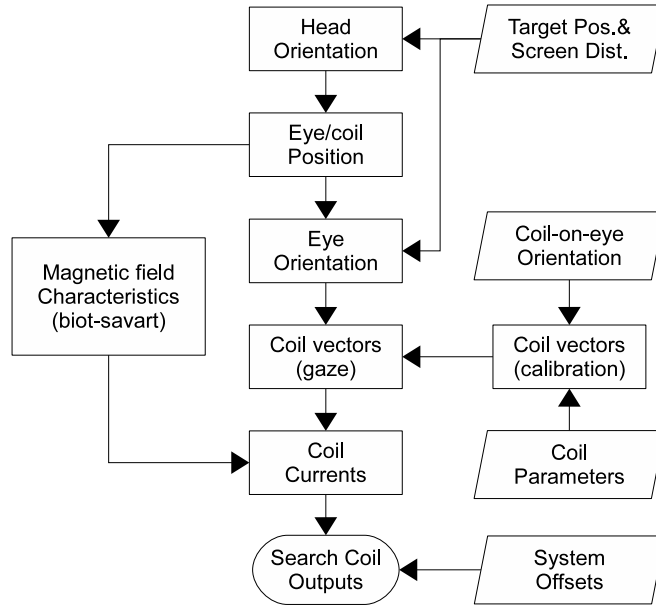 Head
Orientation
Target Pos.&
Screen Dist.
Eye/coil
Position
Eye
Orientation
Magnetic field
Characteristics
(biot-savart)
Coil-on-eye
Orientation
Coil vectors
(gaze)
Coil vectors
(calibration)
Coil
Currents
Coil
Parameters
Search Coil
Outputs
System
Offsets